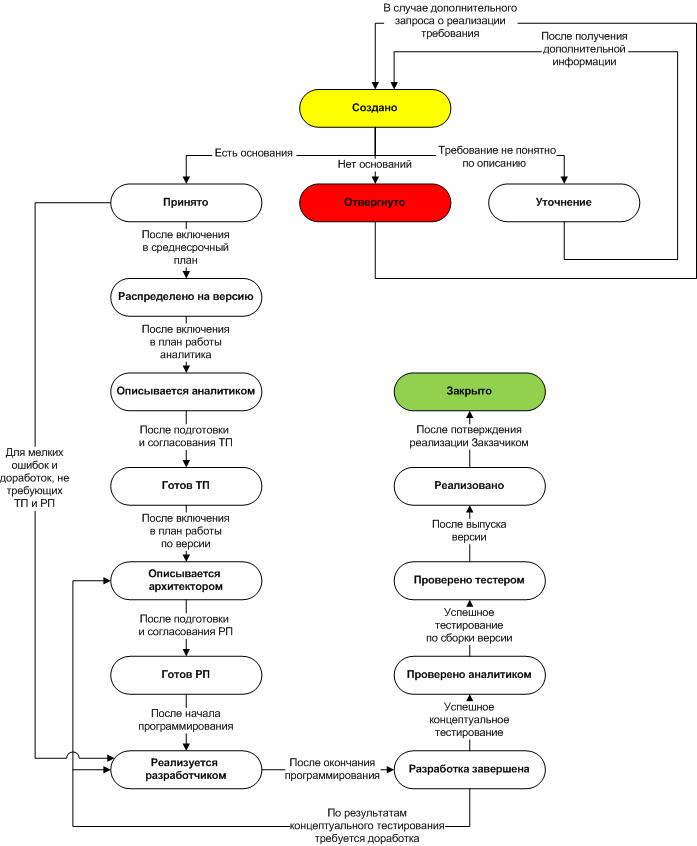 В случае дополнительного
запроса о реализации
требования
После получения
дополнительной
информации
Создано
Есть основания
Нет оснований
Требование не понятно
по описанию
Принято
Отвергнуто
Уточнение
После включения
в среднесрочный
план
Распределено на версию
После включения
в план работы
аналитика
Описывается аналитиком
Закрыто
После подготовки
и согласования ТП
После потверждения
реализации Закзачиком
Для мелких
ошибок и
доработок, не
требующих
ТП и РП
Готов ТП
Реализовано
После включения
в план работы
по версии
После выпуска
версии
Описывается
архитектором
Проверено тестером
После подготовки
и согласования РП
Успешное
тестирование
по сборки версии
Готов РП
Проверено аналитиком
После начала
программирования
Успешное
концептуальное
тестирование
Реализуется
разработчиком
После окончания
программирования
Разработка завершена
По результатам
концептуального тестирования
требуется доработка